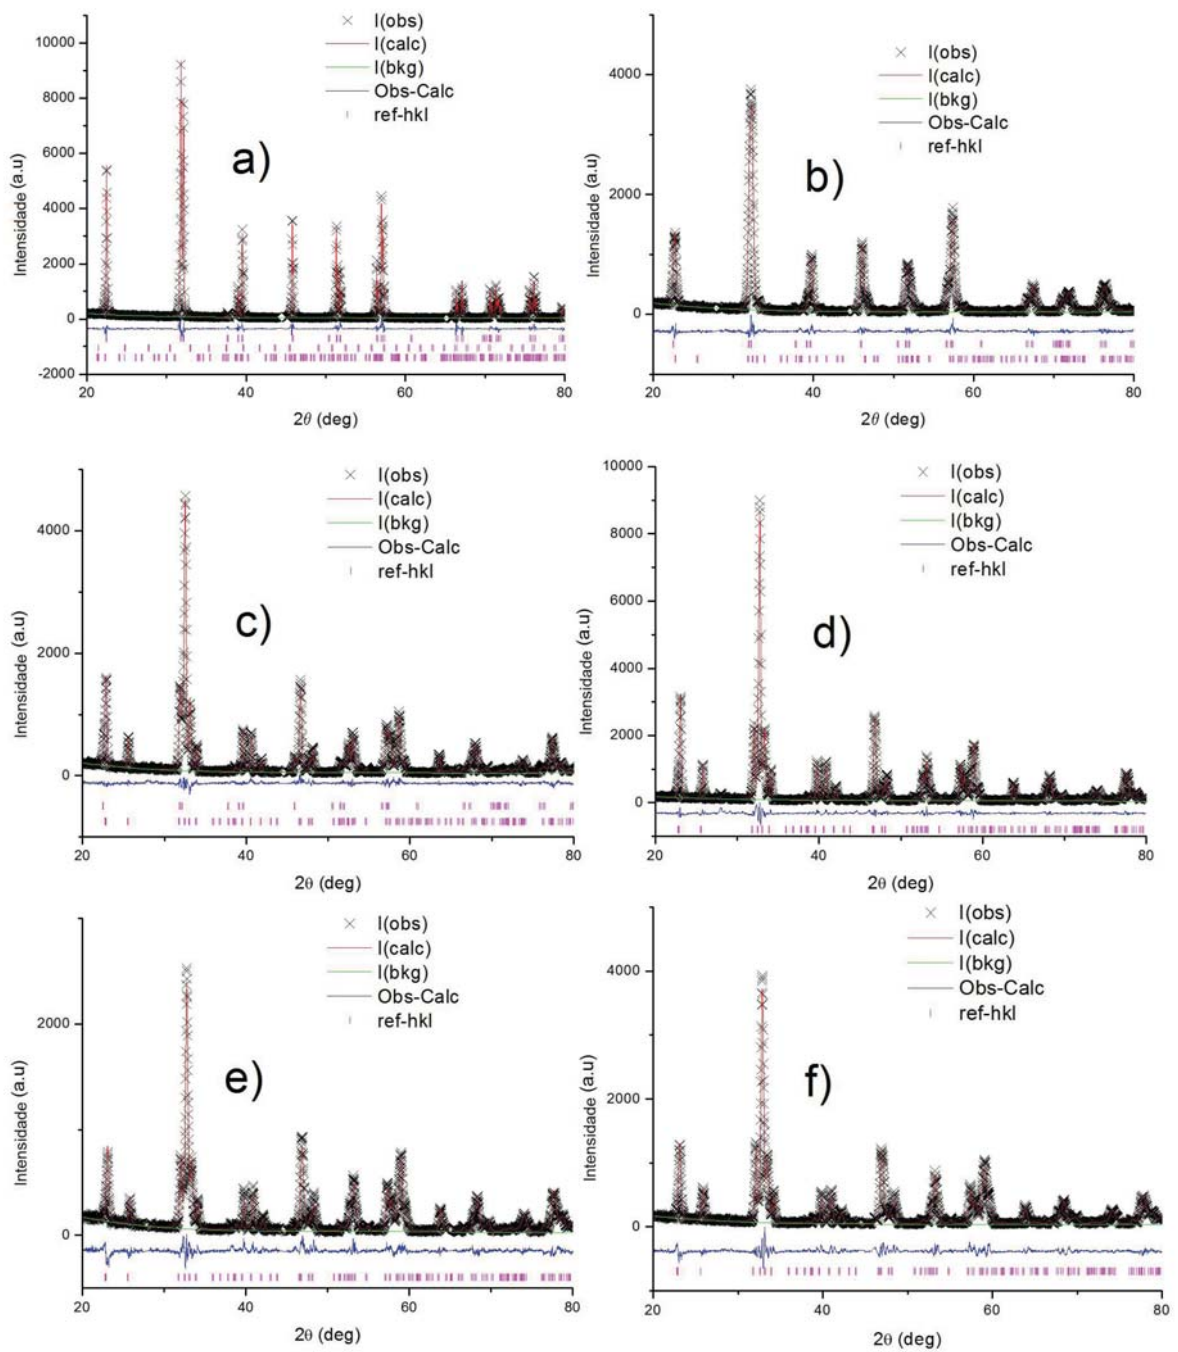 I(obs)
I(calc)
I(bkg)
Obs-Calc
ref-hkl
a)
10000
8000
6000
4000
2000
0
-2000
Intensidade (a.u)
20 40 60 80
2θ (deg)
I(obs)
I(calc)
I(bkg)
Obs-Calc
ref-hkl
b)
4000
2000
0
Intensidade (a.u)
20 40 60 80
2θ (deg)
I(obs)
I(calc)
I(bkg)
Obs-Calc
ref-hkl
c)
4000
2000
0
Intensidade (a.u)
20 40 60 80
2θ (deg)
I(obs)
I(calc)
I(bkg)
Obs-Calc
ref-hkl
d)
10000
8000
6000
4000
2000
0
Intensidade (a.u)
20 40 60 80
2θ (deg)
I(obs)
I(calc)
I(bkg)
Obs-Calc
ref-hkl
e)
2000
0
Intensidade (a.u)
20 40 60 80
2θ (deg)
I(obs)
I(calc)
I(bkg)
Obs-Calc
ref-hkl
f)
4000
2000
0
Intensidade (a.u)
20 40 60 80
2θ (deg)